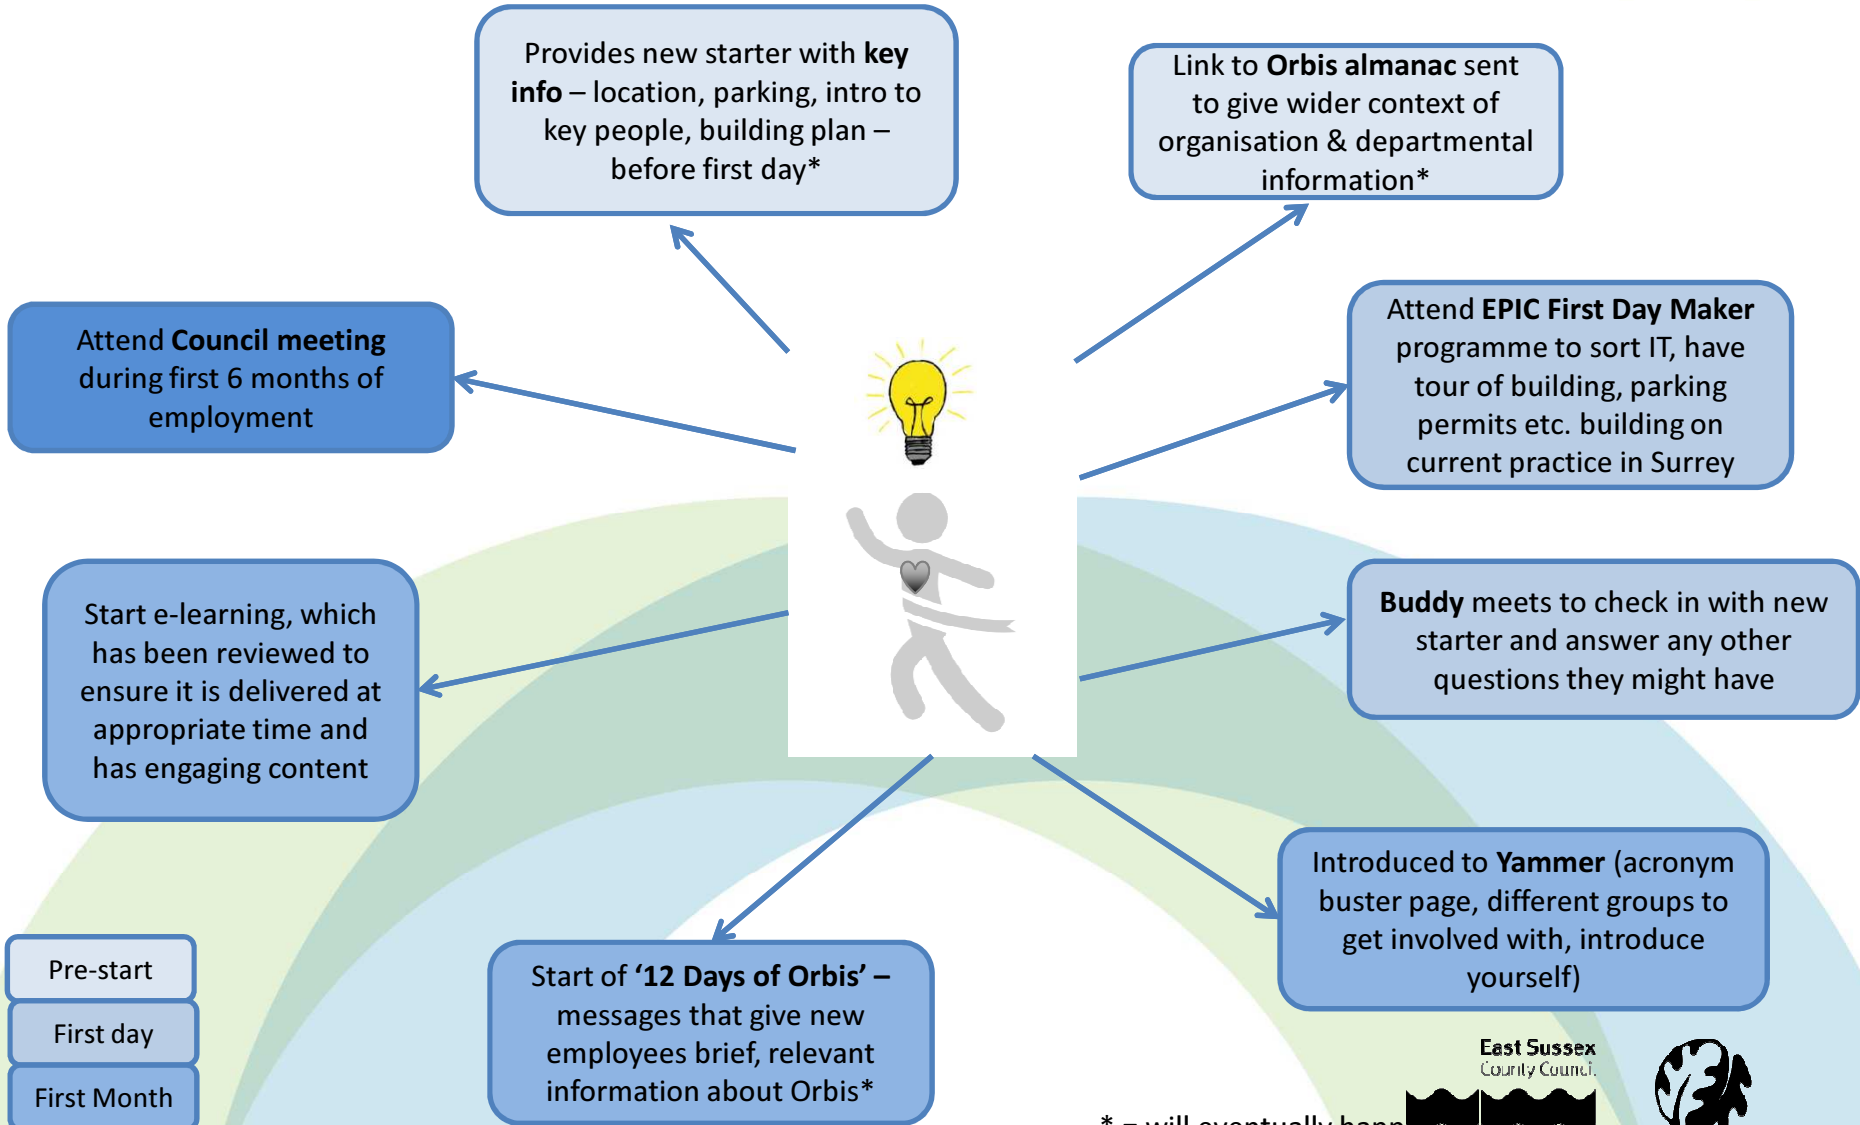 Provides new starter with key
info – location, parking, intro to
key people, building plan –
before first day*
Link to Orbis almanac sent
to give wider context of
organisation & departmental
information*
Attend Council meeting
during first 6 months of
employment
Attend EPIC First Day Maker
programme to sort IT, have
tour of building, parking
permits etc. building on
current practice in Surrey
Start e-learning, which
has been reviewed to
ensure it is delivered at
appropriate time and
has engaging content
Buddy meets to check in with new
starter and answer any other
questions they might have
Introduced to Yammer (acronym
buster page, different groups to
get involved with, introduce
yourself)
Start of ‘12 Days of Orbis’ –
messages that give new
employees brief, relevant
information about Orbis*
Pre-start
First day
First Month
East Sussex
County Council
* = will eventually